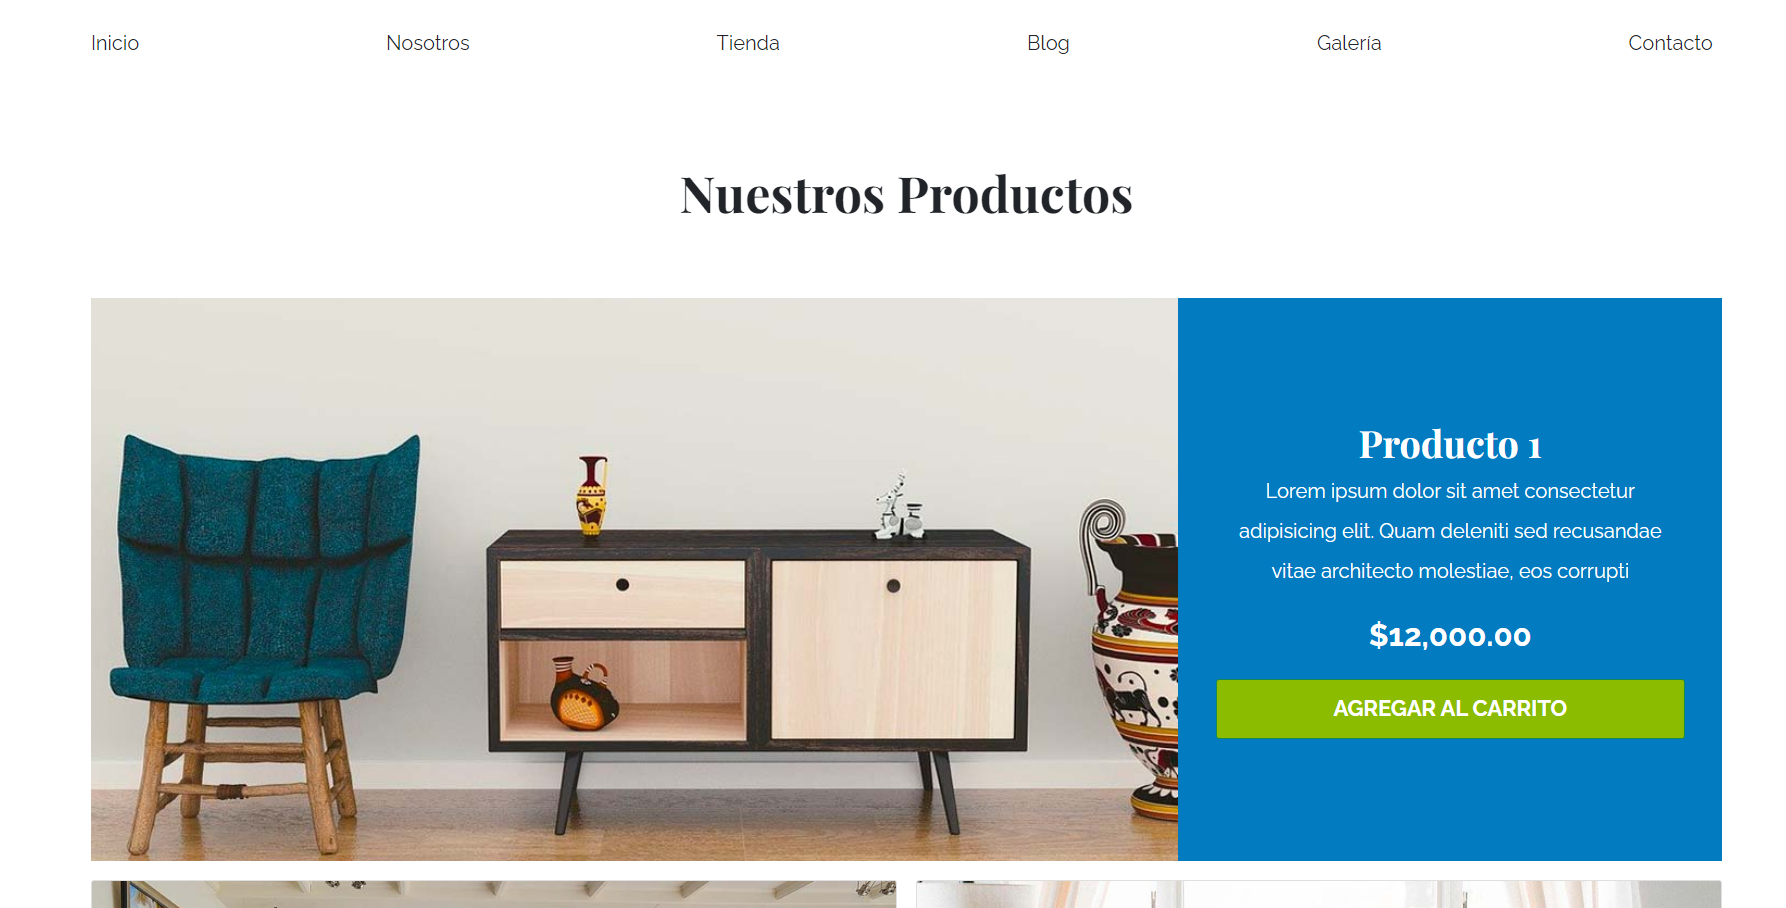 Inicio Nosotros Tienda Blog Galería Contacto
Nuestros Productos
Producto 1
Lorem ipsum dolor sit amet consectetur
adipisicing elit. Quam deleniti sed recusandae
vitae architecto molestiae, eos corrupti
$12,000.00
AGREGAR AL CARRITO